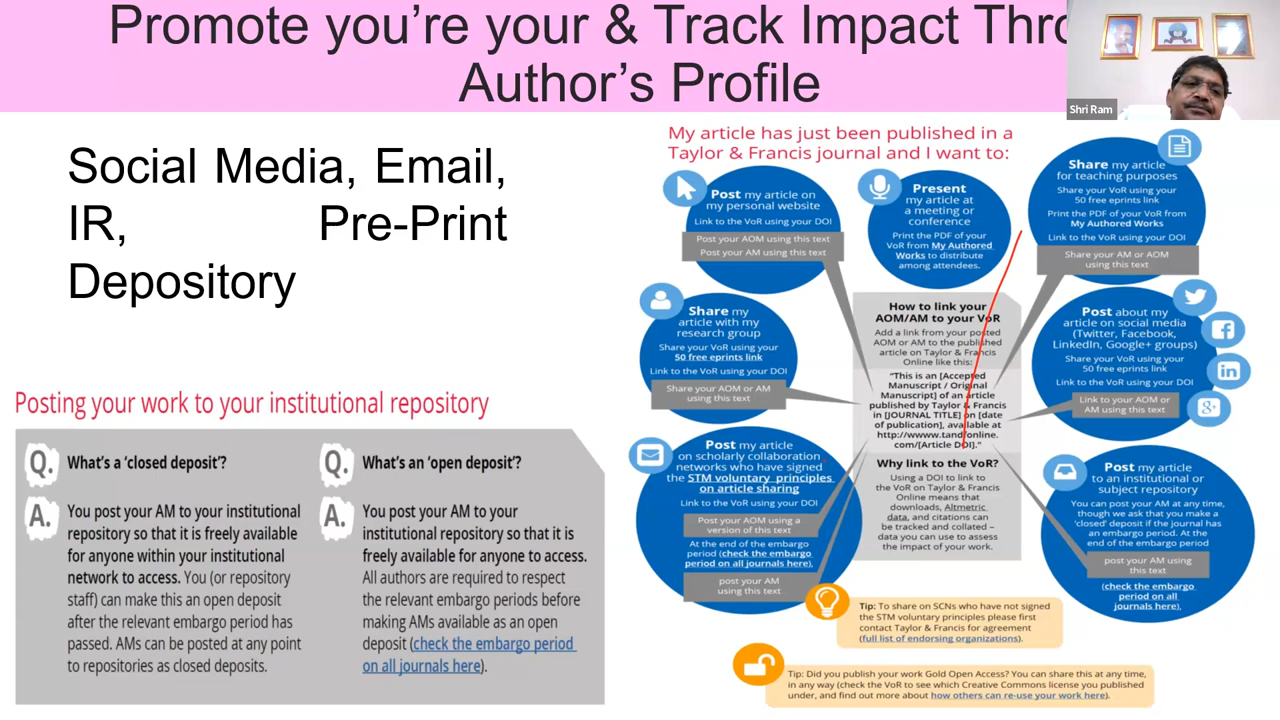 Promote you're your & Track Impact Thro
Author's Profile
Shri Ram
Social Media, Email,
IR, Pre-Print
Depository
Posting your work to your institutional repository
Q. What's a 'closed deposit'?
A. You post your AM to your institutional
repository so that it is freely available
for anyone within your institutional
network to access. You (or repository
staff) can make this an open deposit
after the relevant embargo period has
passed. AMs can be posted at any point
to repositories as closed deposits.
Q. What's an 'open deposit'?
A. You post your AM to your
institutional repository so that it is
freely available for anyone to access.
All authors are required to respect
the relevant embargo periods before
making AMs available as an open
deposit (check the embargo period
on all journals here).
My article has just been published in a
Taylor & Francis journal and I want to:
Post my article on
my personal website
Link to the VoR using your DOI
Post your AOM using this text
Post your AM using this text
Present
my article at
a meeting or
conference
Print the PDF of your
VoR from My Authored
Works to distribute
among attendees.
Share my article
for teaching purposes
Share your VoR using your
50 free eprints link
Print the PDF of your VoR from
My Authored Works
Link to the VoR using your DOI
Share your AM or AOM
using this text
Share my
article with my
research group
Share your VoR using your
50 free eprints link
Link to the VoR using your DOI
Share your AOM or AM
using this text
How to link your
AOM/AM to your VoR
Add a link from your posted
AOM or AM to the published
article on Taylor & Francis
Online like this:
"This is an [Accepted
Manuscript / Original
Manuscript] of an article
published by Taylor & Francis
in [JOURNAL TITLE] on [date
of publication], available at
http://wwww.tandfonline.
com/[Article DOI]."
Why link to the VoR?
Using a DOI to link to
the VoR on Taylor & Francis
Online means that
downloads, Altmetric
data, and citations can
be tracked and collated –
data you can use to assess
the impact of your work.
Post about my
article on social media
(Twitter, Facebook,
LinkedIn, Google+ groups)
Share your VoR using your
50 free eprints link
Link to the VoR using your DOI
Link to your AOM or
AM using this text
f
in
g+
Post my article
on scholarly collaboration
networks who have signed
the STM voluntary principles
on article sharing
Link to the VoR using your DOI
Post your AOM using a
version of this text
At the end of the embargo
period (check the embargo
period on all journals here),
post your AM
using this text
Post my article
to an institutional or
subject repository
You can post your AM at any time,
though we ask that you make a
'closed' deposit if the journal has
an embargo period. At the
end of the embargo period
post your AM using
this text
(check the embargo
period on all
journals here).
Tip: To share on SCNs who have not signed
the STM voluntary principles please first
contact Taylor & Francis for agreement
(full list of endorsing organizations).
Tip: Did you publish your work Gold Open Access? You can share this at any time,
in any way (check the VoR to see which Creative Commons license you published
under, and find out more about how others can re-use your work here).